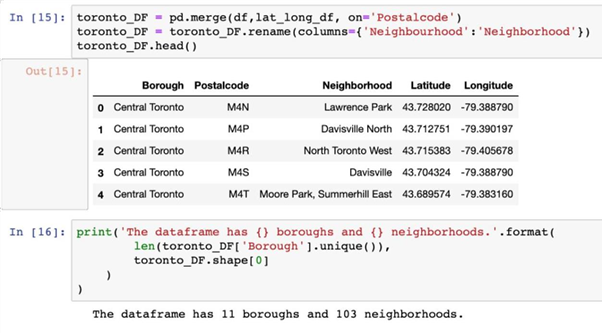 In [15]: toronto_DF = pd.merge(df,lat_long_df, on='Postalcode')
toronto_DF = toronto_DF.rename(columns={'Neighbourhood':'Neighborhood'})
toronto_DF.head()
Out[15]:
Borough Postalcode Neighborhood Latitude Longitude
0 Central Toronto M4N Lawrence Park 43.728020 -79.388790
1 Central Toronto M4P Davisville North 43.712751 -79.390197
2 Central Toronto M4R North Toronto West 43.715383 -79.405678
3 Central Toronto M4S Davisville 43.704324 -79.388790
4 Central Toronto M4T Moore Park, Summerhill East 43.689574 -79.383160
In [16]: print('The dataframe has {} boroughs and {} neighborhoods.'.format(
len(toronto_DF['Borough'].unique()),
toronto_DF.shape[0]
)
)
The dataframe has 11 boroughs and 103 neighborhoods.